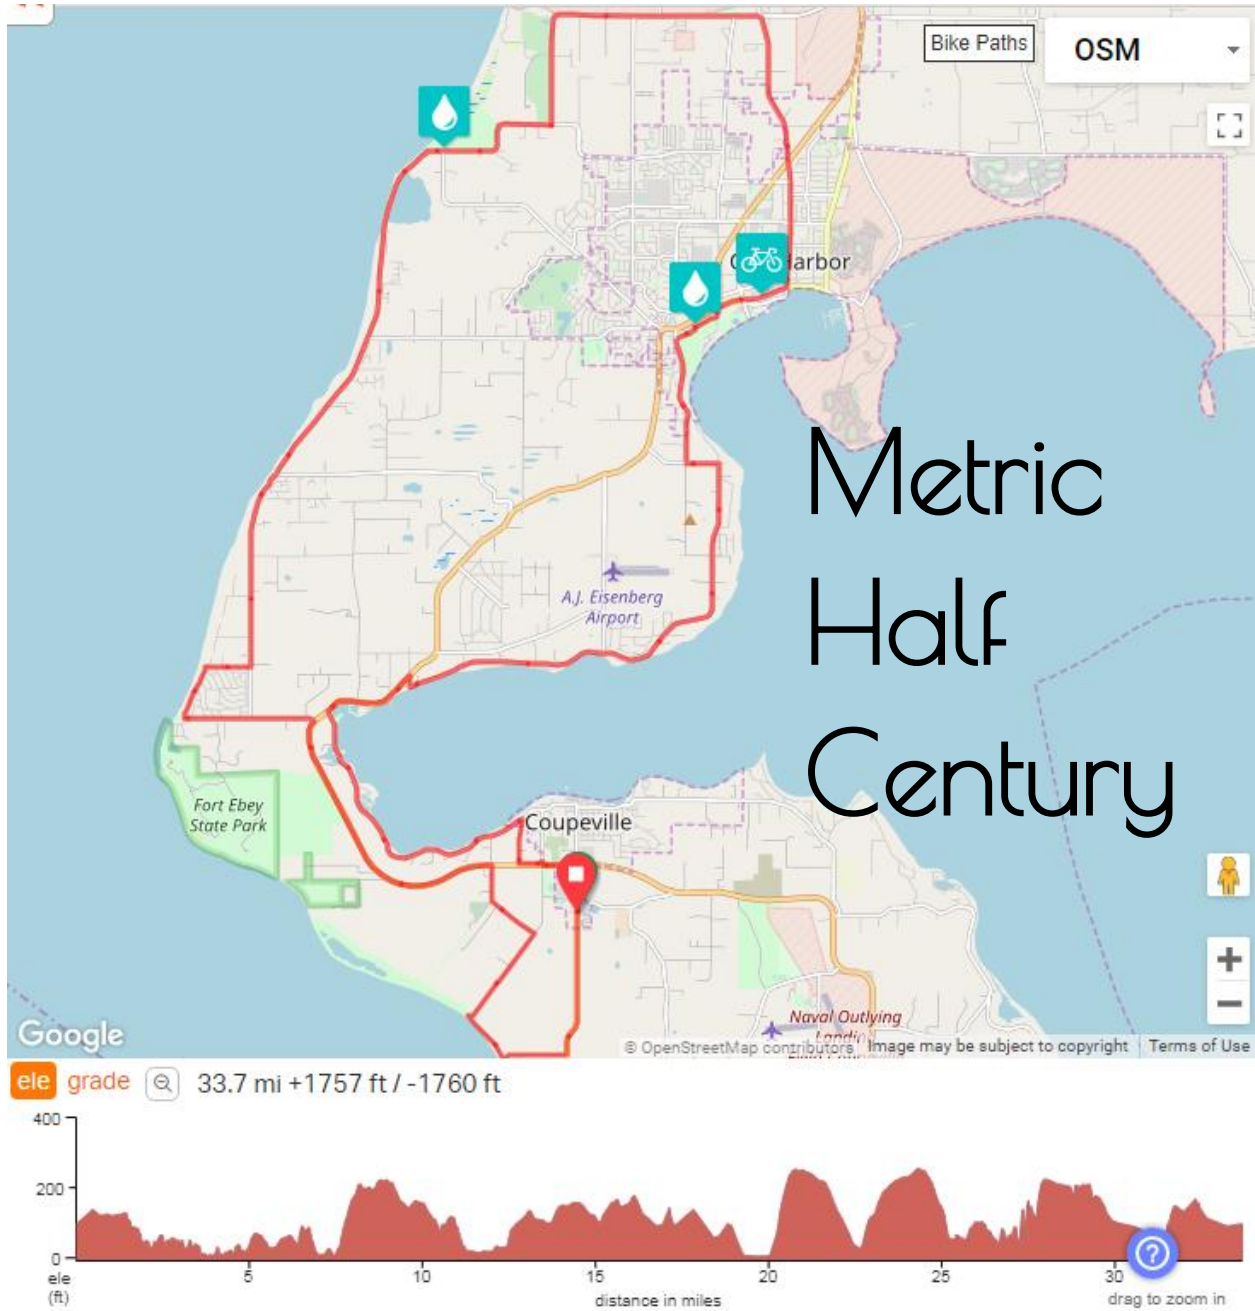 Bike Paths
OSM
arbor
A.J. Eisenberg
Airport
Metric
Half
Century
Fort Ebey
State Park
Coupeville
Naval Outlying
Google
© OpenStreetMap contributors
Image may be subject to copyright
Terms of Use
ele grade 33.7 mi +1757 ft / -1760 ft
400
200
0
ele
(ft)
5 10 15 20 25 30
distance in miles
drag to zoom in
?